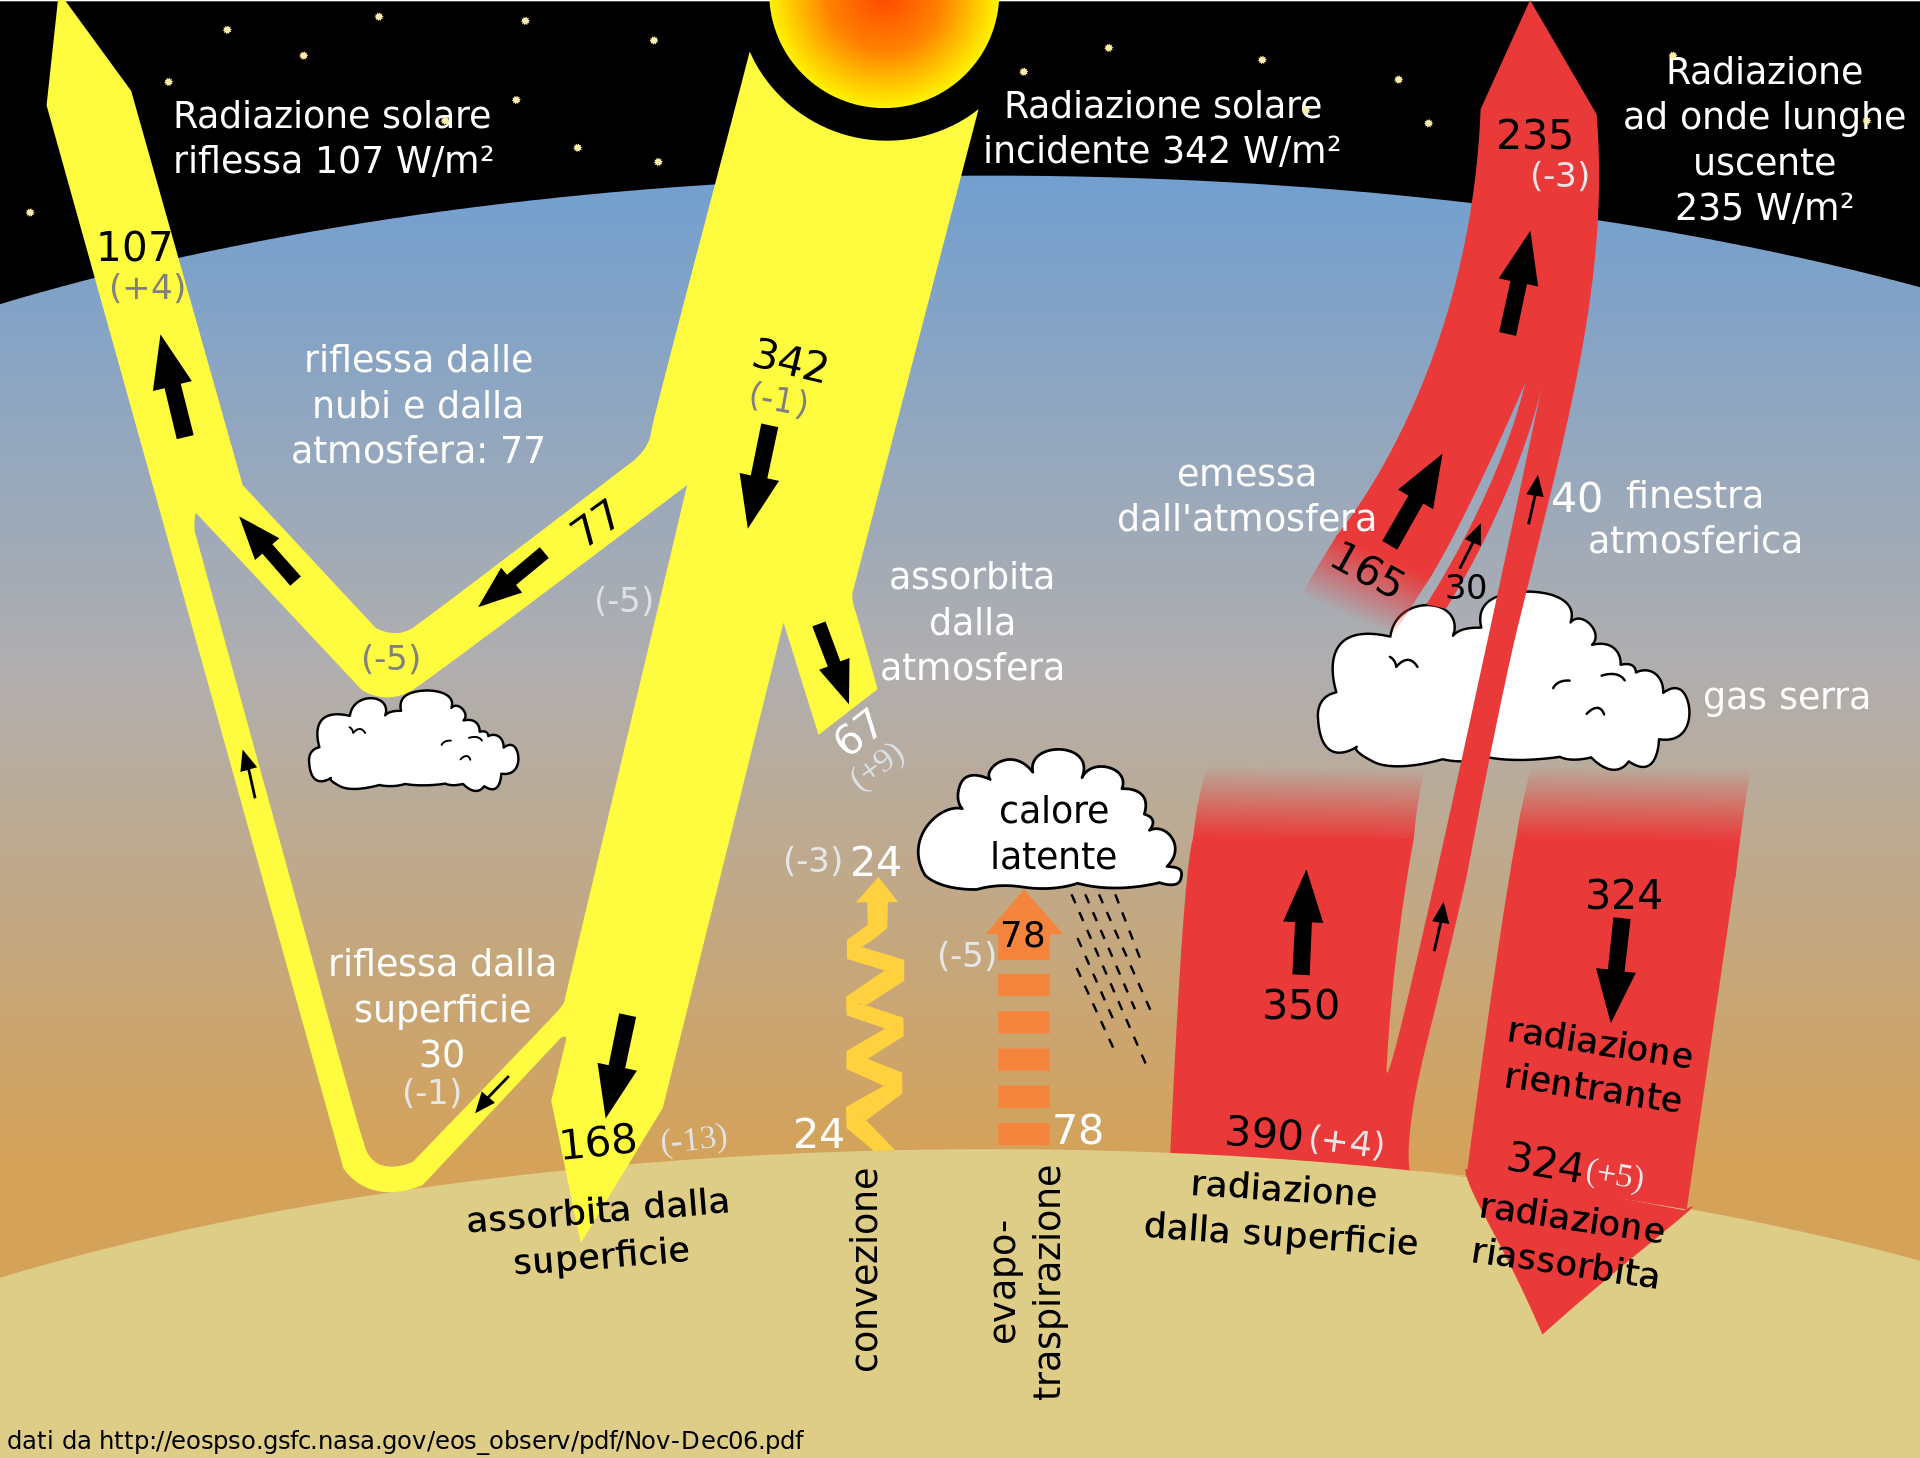 Radiazione solare
riflessa 107 W/m²
Radiazione solare
incidente 342 W/m²
Radiazione
ad onde lunghe
uscente
235 W/m²
235
(-3)
107
(+4)
riflessa dalle
nubi e dalla
atmosfera: 77
342
(-1)
77
(-5)
(-5)
emessa
dall'atmosfera
165
30
40 finestra
atmosferica
assorbita
dalla
atmosfera
67
(+9)
gas serra
calore
latente
(-3) 24
(-5) 78
350
324
radiazione
rientrante
riflessa dalla
superficie
30
(-1)
168 (-13)
24
78
390 (+4)
324 (+5)
assorbita dalla
superficie
convezione
evapo-
traspirazione
radiazione
dalla superficie
radiazione
riassorbita
dati da http://eospso.gsfc.nasa.gov/eos_observ/pdf/Nov-Dec06.pdf